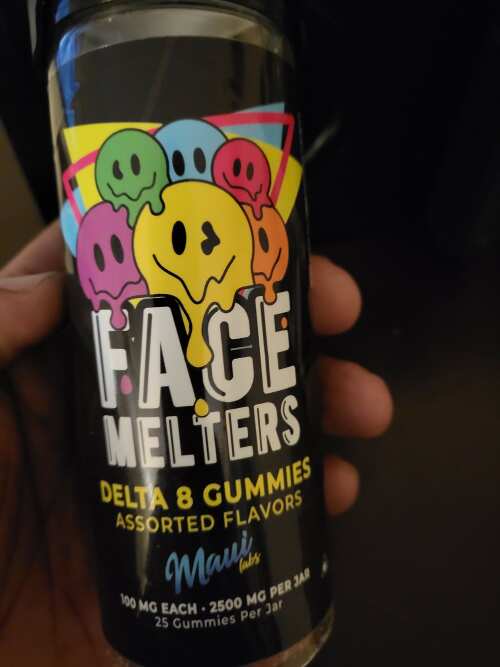 FACE
MELTERS
DELTA 8 GUMMIES
ASSORTED FLAVORS
Maui
labs
100 MG EACH • 2500 MG PER JAR
25 Gummies Per Jar